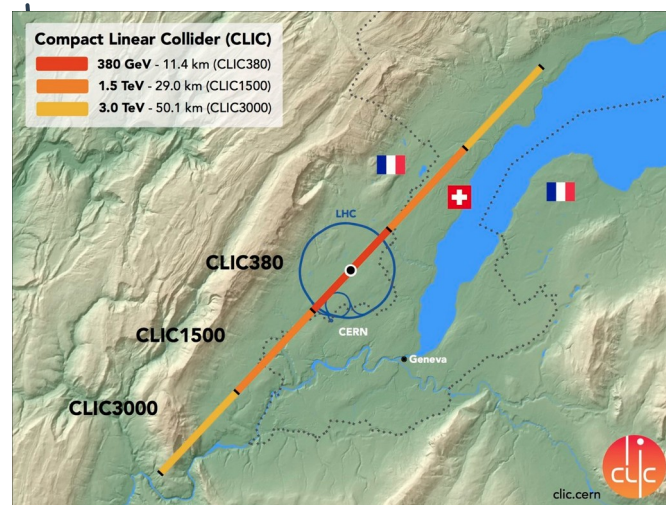 Compact Linear Collider (CLIC)
380 GeV - 11.4 km (CLIC380)
1.5 TeV - 29.0 km (CLIC1500)
3.0 TeV - 50.1 km (CLIC3000)
LHC
CLIC380
CERN
CLIC1500
Geneva
CLIC3000
clic
clic.cern